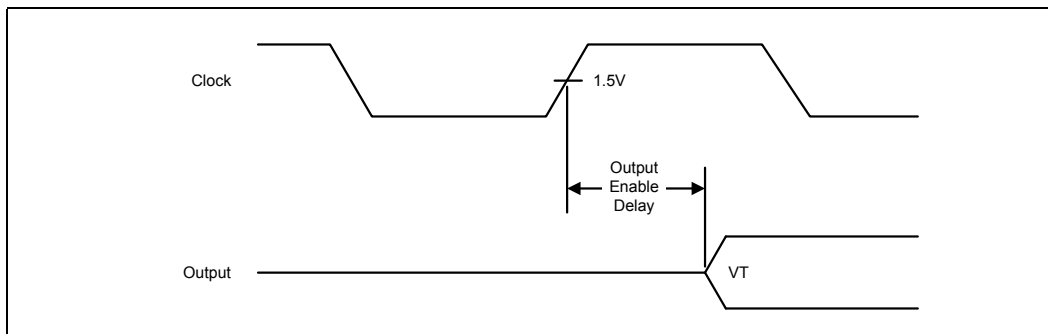 Clock
1.5V
Output
Enable
Delay
Output
VT